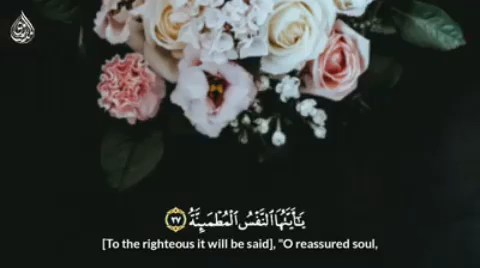 يَٰٓأَيَّتُهَا ٱلنَّفْسُ ٱلْمُطْمَئِنَّةُ ٢٧
[To the righteous it will be said], "O reassured soul,